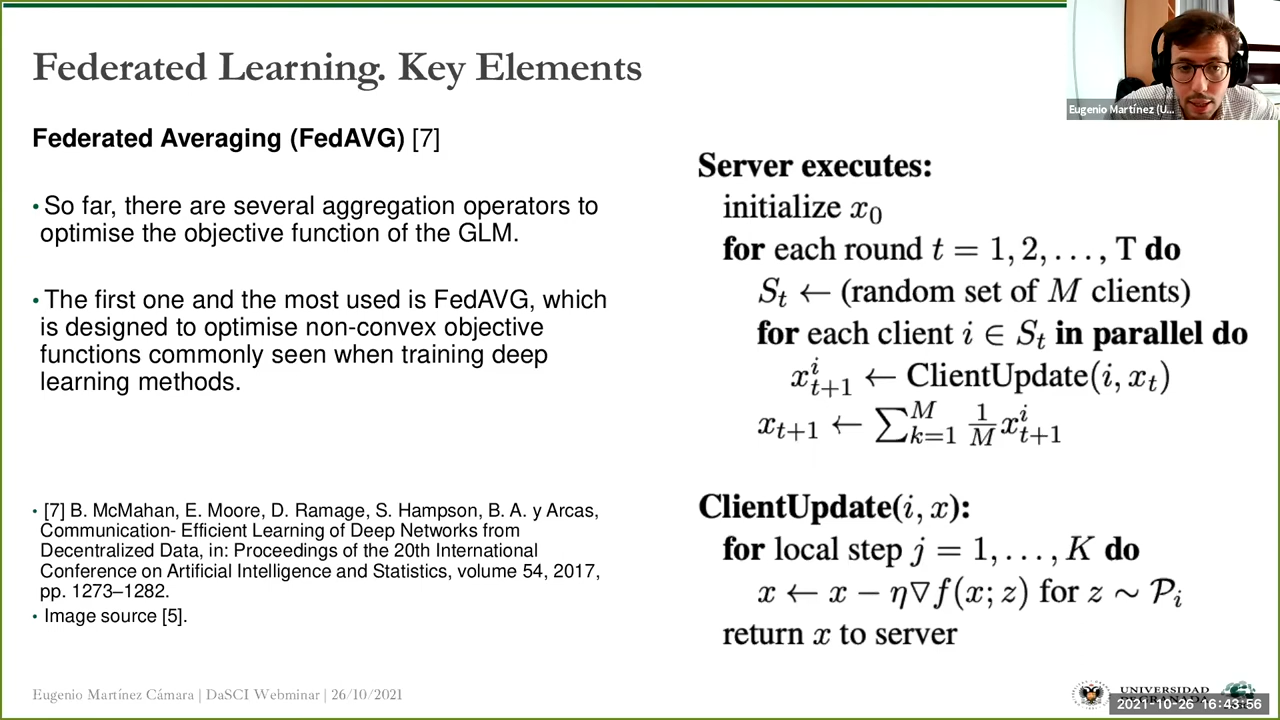 Federated Learning. Key Elements
Eugenio Martínez (U...
Federated Averaging (FedAVG) [7]
• So far, there are several aggregation operators to
optimise the objective function of the GLM.
• The first one and the most used is FedAVG, which
is designed to optimise non-convex objective
functions commonly seen when training deep
learning methods.
• [7] B. McMahan, E. Moore, D. Ramage, S. Hampson, B. A. y Arcas,
Communication- Efficient Learning of Deep Networks from
Decentralized Data, in: Proceedings of the 20th International
Conference on Artificial Intelligence and Statistics, volume 54, 2017,
pp. 1273–1282.
• Image source [5].
Server executes:
initialize x₀
for each round t = 1, 2, . . . , T do
S_t ← (random set of M clients)
for each client i ∈ S_t in parallel do
x^i_{t+1} ← ClientUpdate(i, x_t)
x_{t+1} ← ∑_{k=1}^{M} 1/M x^i_{t+1}
ClientUpdate(i, x):
for local step j = 1, . . . , K do
x ← x − η∇f(x; z) for z ∼ 𝒫_i
return x to server
Eugenio Martínez Cámara | DaSCI Webminar | 26/10/2021
UNIVERSIDAD
2021-10-26 16:43:56